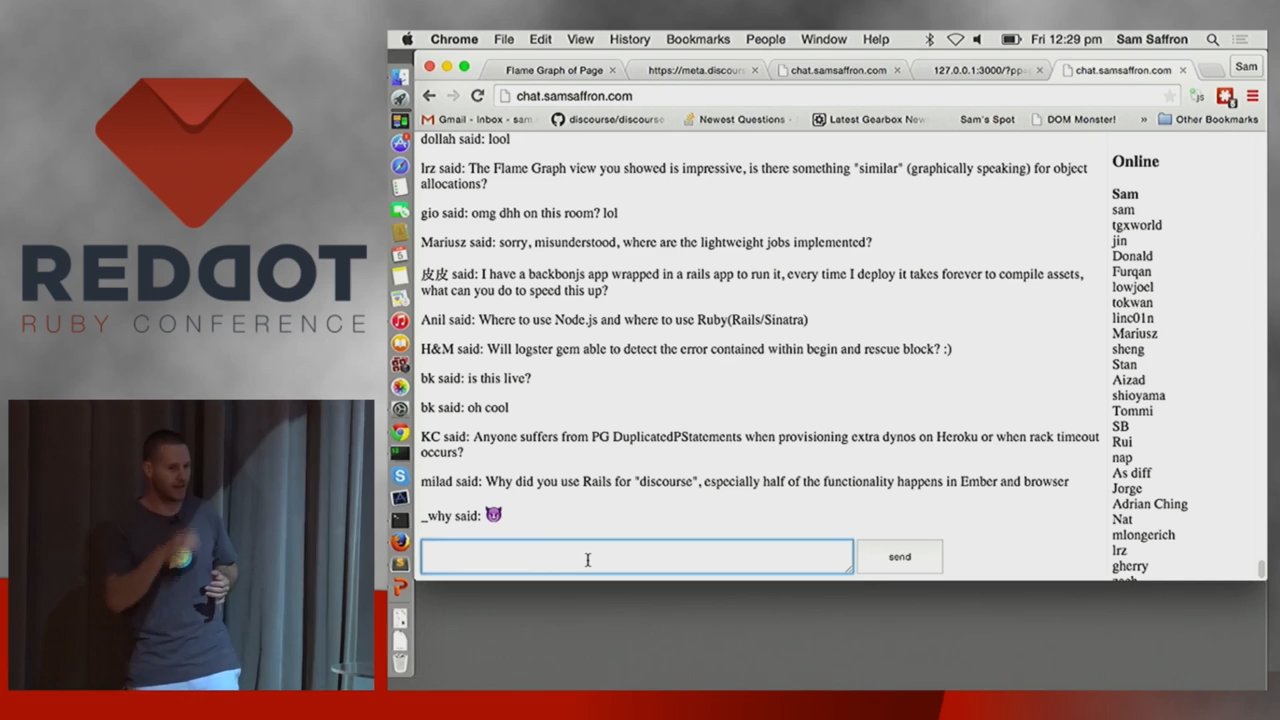 REDDOT
RUBY CONFERENCE
Chrome File Edit View History Bookmarks People Window Help Fri 12:29 pm Sam Saffron
Flame Graph of Page
https://meta.discours
chat.samsaffron.com
127.0.0.1:3000/?pp=
chat.samsaffron.com
Sam
chat.samsaffron.com
Gmail - Inbox - sam.
discourse/discourse
Newest Questions -
Latest Gearbox New
Sam's Spot
DOM Monster!
» Other Bookmarks
dollah said: lool
lrz said: The Flame Graph view you showed is impressive, is there something "similar" (graphically speaking) for object
allocations?
gio said: omg dhh on this room? lol
Mariusz said: sorry, misunderstood, where are the lightweight jobs implemented?
皮皮 said: I have a backbonjs app wrapped in a rails app to run it, every time I deploy it takes forever to compile assets,
what can you do to speed this up?
Anil said: Where to use Node.js and where to use Ruby(Rails/Sinatra)
H&M said: Will logster gem able to detect the error contained within begin and rescue block? :)
bk said: is this live?
bk said: oh cool
KC said: Anyone suffers from PG DuplicatedPStatements when provisioning extra dynos on Heroku or when rack timeout
occurs?
milad said: Why did you use Rails for "discourse", especially half of the functionality happens in Ember and browser
_why said: 😈
send
Online
Sam
sam
tgxworld
jin
Donald
Furqan
lowjoel
tokwan
linc01n
Mariusz
sheng
Stan
Aizad
shioyama
Tommi
SB
Rui
nap
As diff
Jorge
Adrian Ching
Nat
mlongerich
lrz
gherry